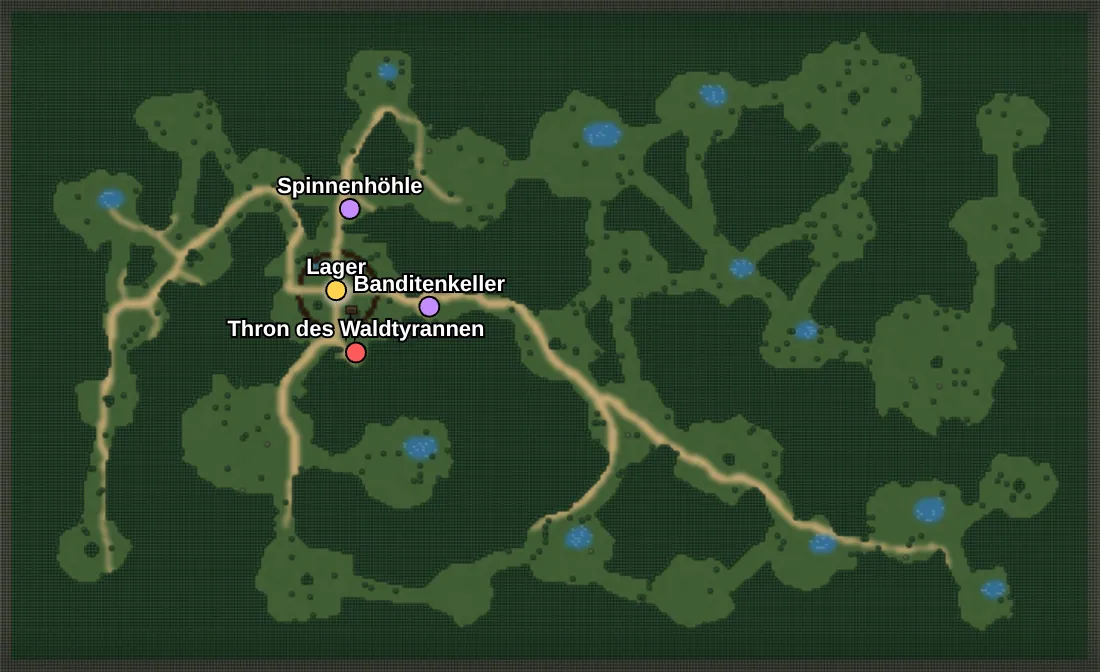 Spinnenhöhle
Lager
Banditenkeller
Thron des Waldtyrannen